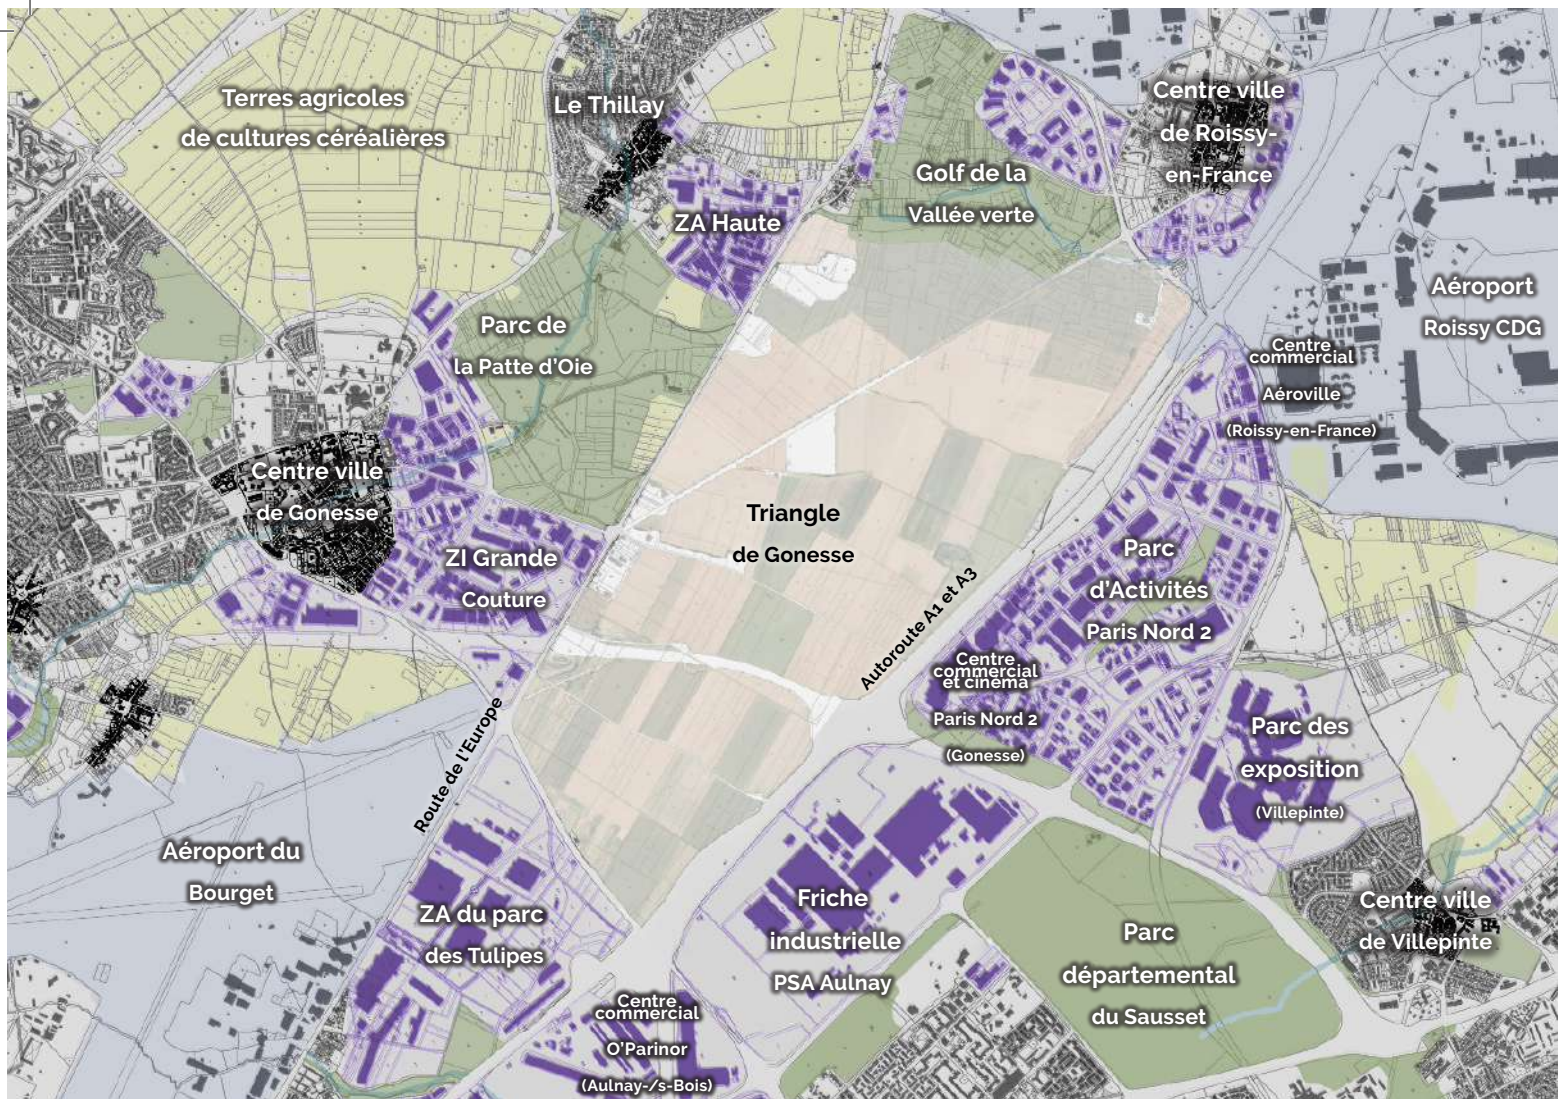 Terres agricoles
de cultures céréalières
Le Thillay
Centre ville
de Roissy-
en-France
Golf de la
Vallée verte
ZA Haute
Aéroport
Roissy CDG
Parc de
la Patte d'Oie
Centre
commercial
Aéroville
(Roissy-en-France)
Centre ville
de Gonesse
Triangle
de Gonesse
ZI Grande
Couture
Parc
d'Activités
Paris Nord 2
Autoroute A1 et A3
Centre
commercial
et cinéma
Paris Nord 2
(Gonesse)
Route de l'Europe
Parc des
exposition
(Villepinte)
Aéroport du
Bourget
ZA du parc
des Tulipes
Friche
industrielle
PSA Aulnay
Parc
départemental
du Sausset
Centre ville
de Villepinte
Centre
commercial
O'Parinor
(Aulnay-/s-Bois)